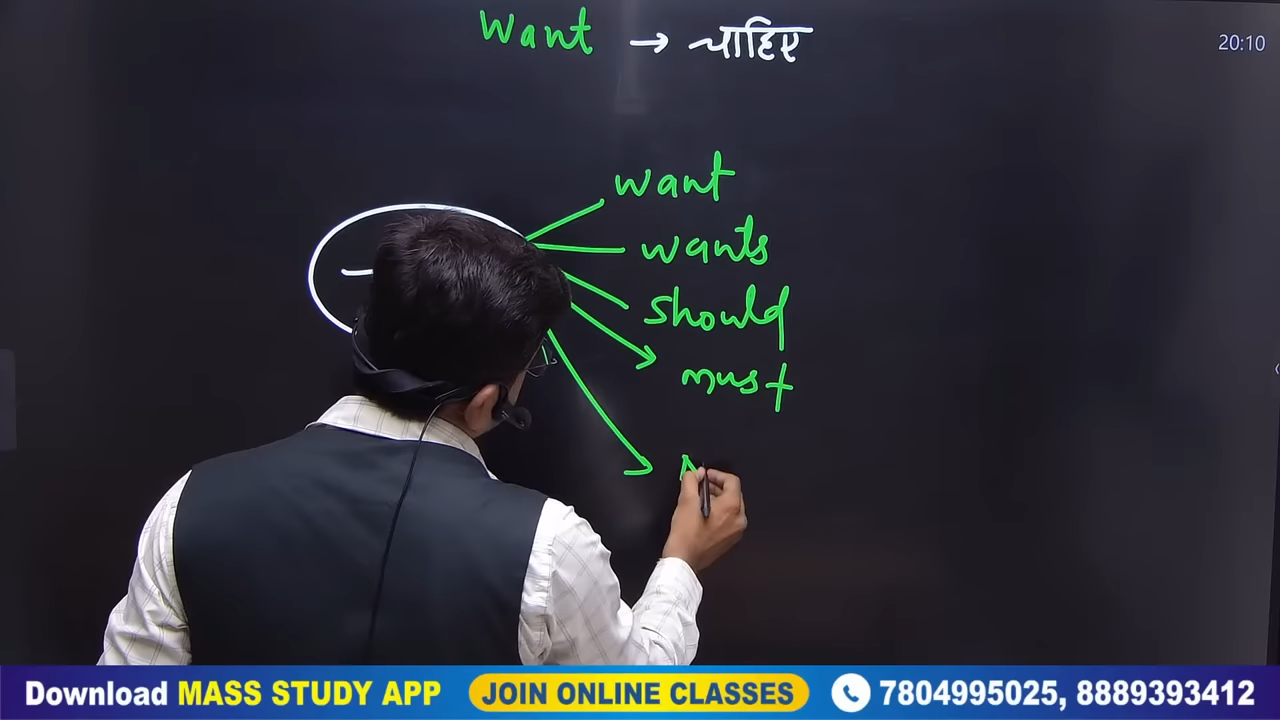 Want → चाहिए
20:10
want
wants
should
must
Download MASS STUDY APP JOIN ONLINE CLASSES 7804995025, 8889393412